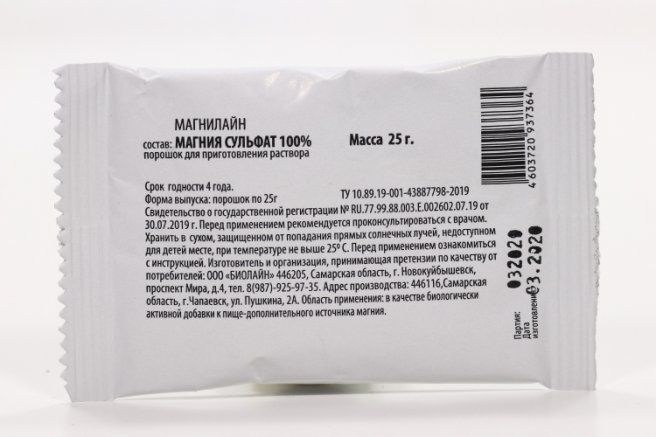 МАГНИЛАЙН
состав: МАГНИЯ СУЛЬФАТ 100%
порошок для приготовления раствора
Масса 25 г.
Срок годности 4 года.
Форма выпуска: порошок по 25г
ТУ 10.89.19-001-43887798-2019
Свидетельство о государственной регистрации № RU.77.99.88.003.Е.002602.07.19 от
30.07.2019 г. Перед применением рекомендуется проконсультироваться с врачом.
Хранить в сухом, защищенном от попадания прямых солнечных лучей, недоступном
для детей месте, при температуре не выше 25° С. Перед применением ознакомиться
с инструкцией. Изготовитель и организация, принимающая претензии по качеству от
потребителей: ООО «БИОЛАЙН» 446205, Самарская область, г. Новокуйбышевск,
проспект Мира, д.4, тел. 8(987)-925-97-35. Адрес производства: 446116,Самарская
область, г.Чапаевск, ул. Пушкина, 2А. Область применения: в качестве биологически
активной добавки к пище-дополнительного источника магния.
4603720937364
Партия: 032020
Дата
изготовления: 03.2020